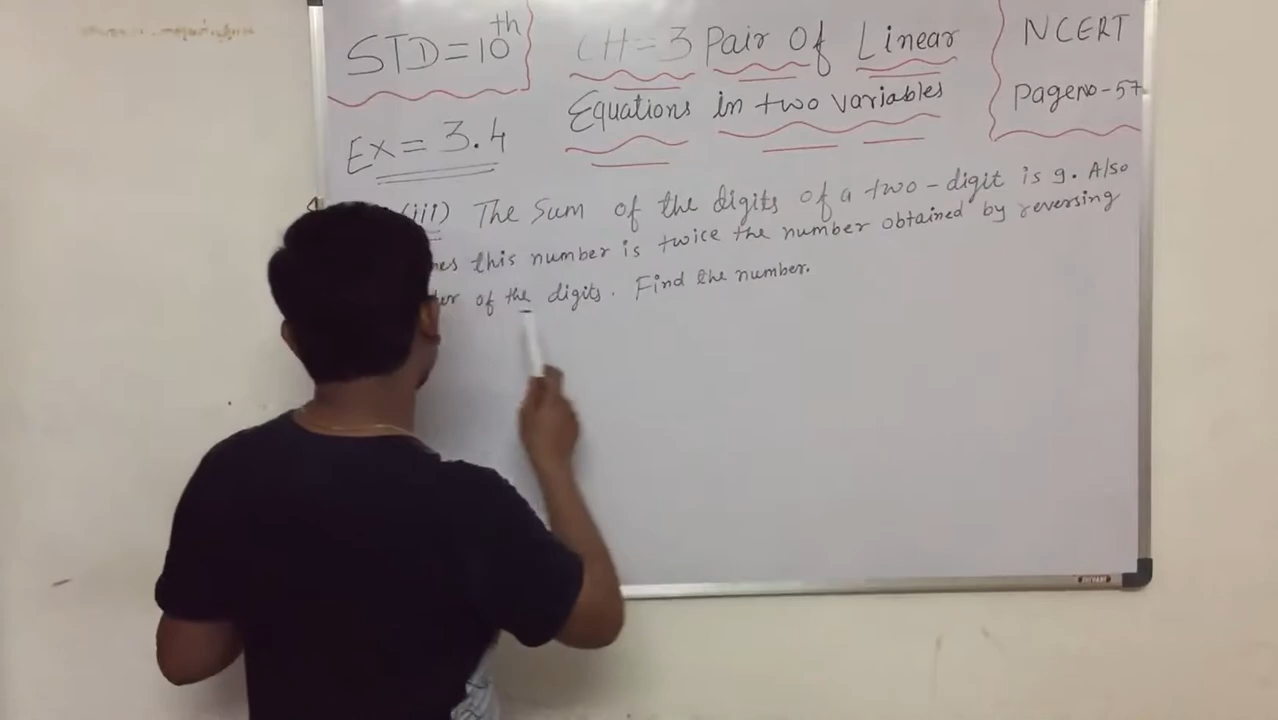 STD=10th
CH=3 Pair Of Linear
Equations in two variables
NCERT
Pageno-57
Ex=3.4
(iii) The Sum of the digits of a two-digit is 9. Also
this number is twice the number obtained by reversing
of the digits. Find the number.